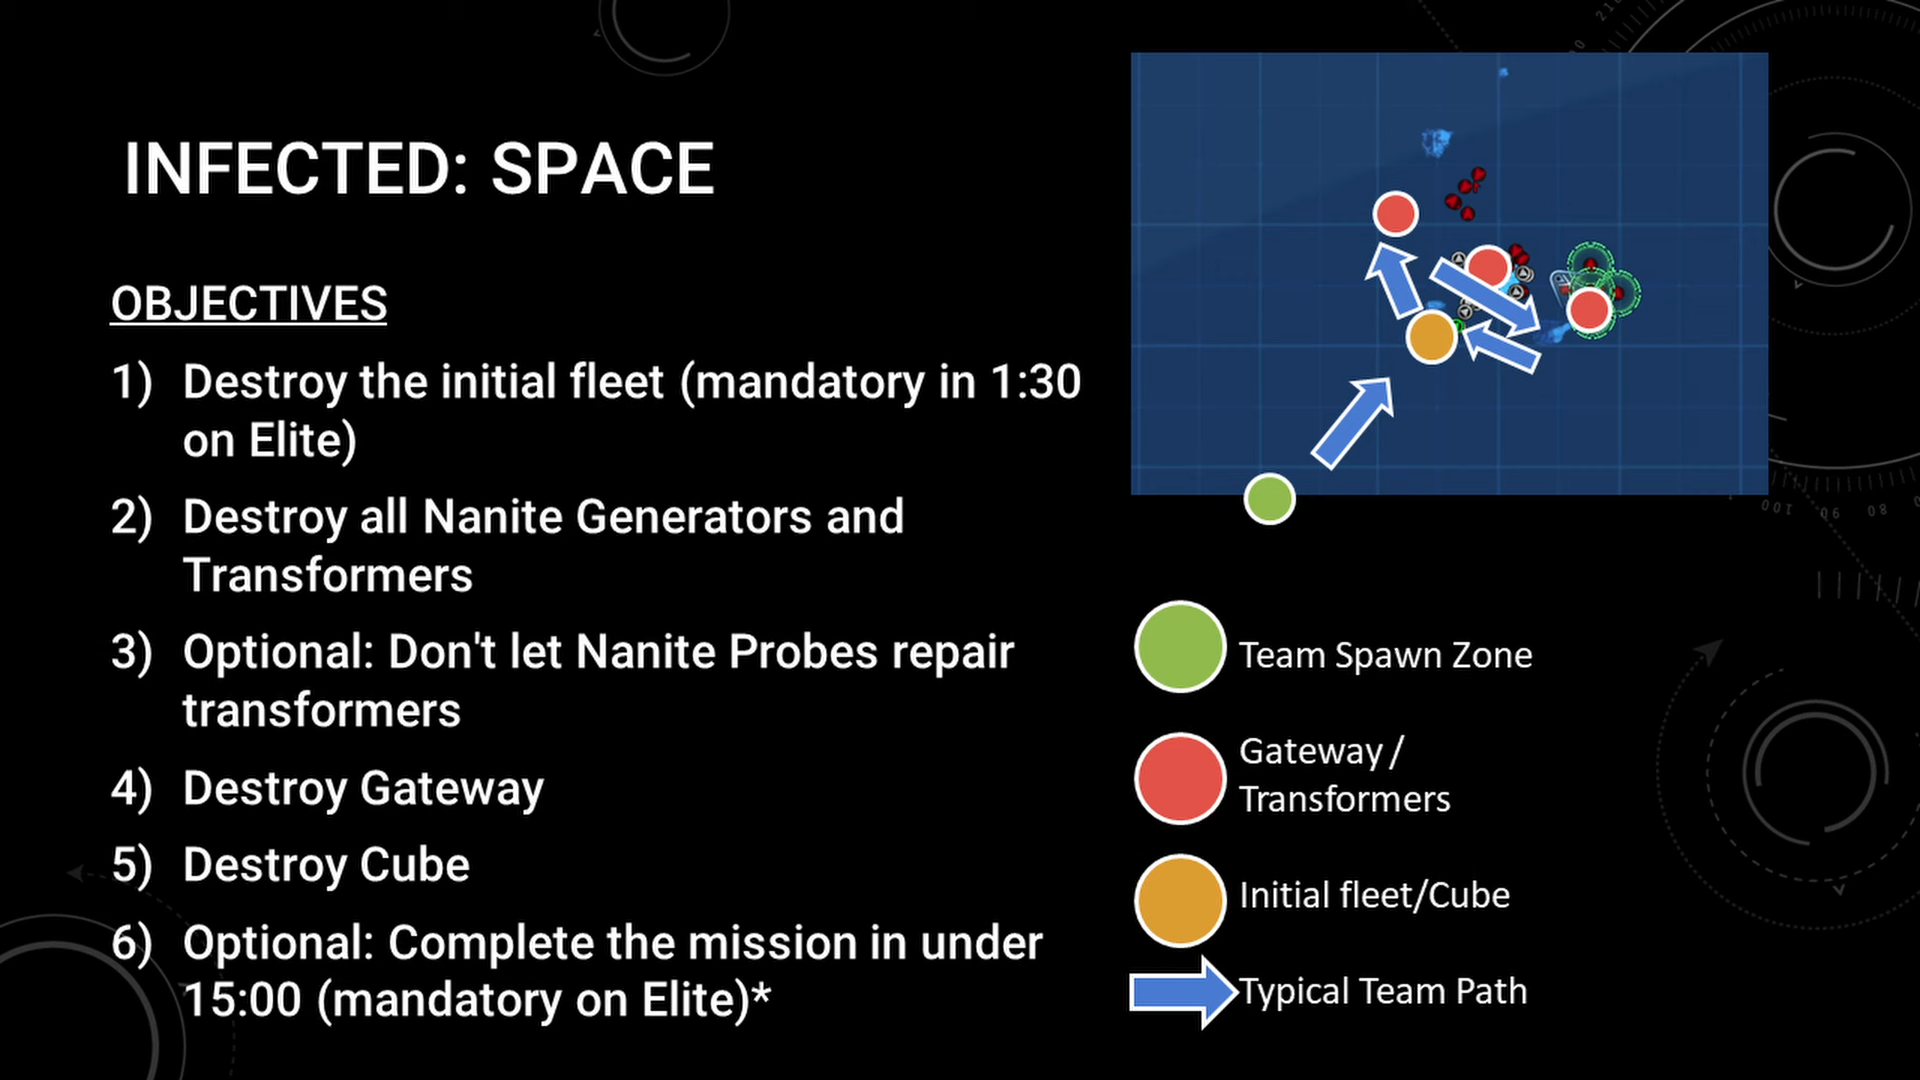 INFECTED: SPACE
OBJECTIVES
1) Destroy the initial fleet (mandatory in 1:30
on Elite)
2) Destroy all Nanite Generators and
Transformers
3) Optional: Don't let Nanite Probes repair
transformers
4) Destroy Gateway
5) Destroy Cube
6) Optional: Complete the mission in under
15:00 (mandatory on Elite)*
Team Spawn Zone
Gateway /
Transformers
Initial fleet/Cube
Typical Team Path
100 90 80